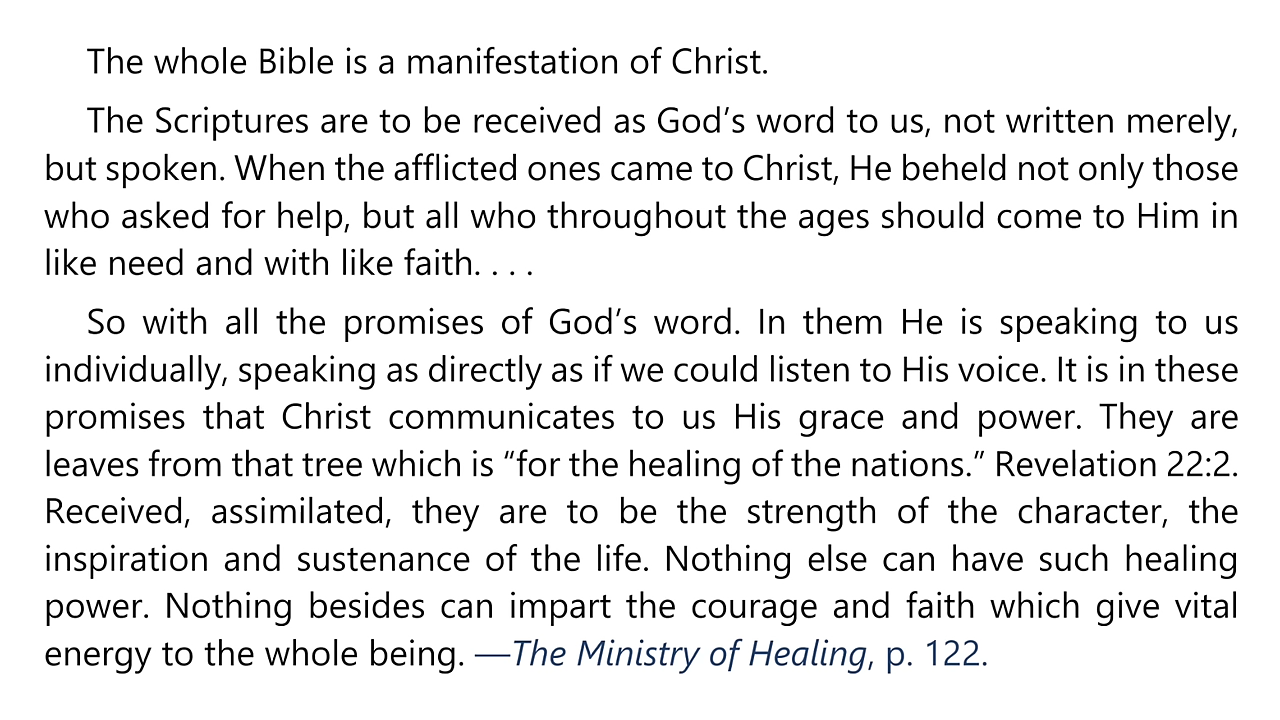 The whole Bible is a manifestation of Christ.
The Scriptures are to be received as God’s word to us, not written merely,
but spoken. When the afflicted ones came to Christ, He beheld not only those
who asked for help, but all who throughout the ages should come to Him in
like need and with like faith. . . .
So with all the promises of God’s word. In them He is speaking to us
individually, speaking as directly as if we could listen to His voice. It is in these
promises that Christ communicates to us His grace and power. They are
leaves from that tree which is “for the healing of the nations.” Revelation 22:2.
Received, assimilated, they are to be the strength of the character, the
inspiration and sustenance of the life. Nothing else can have such healing
power. Nothing besides can impart the courage and faith which give vital
energy to the whole being. —The Ministry of Healing, p. 122.